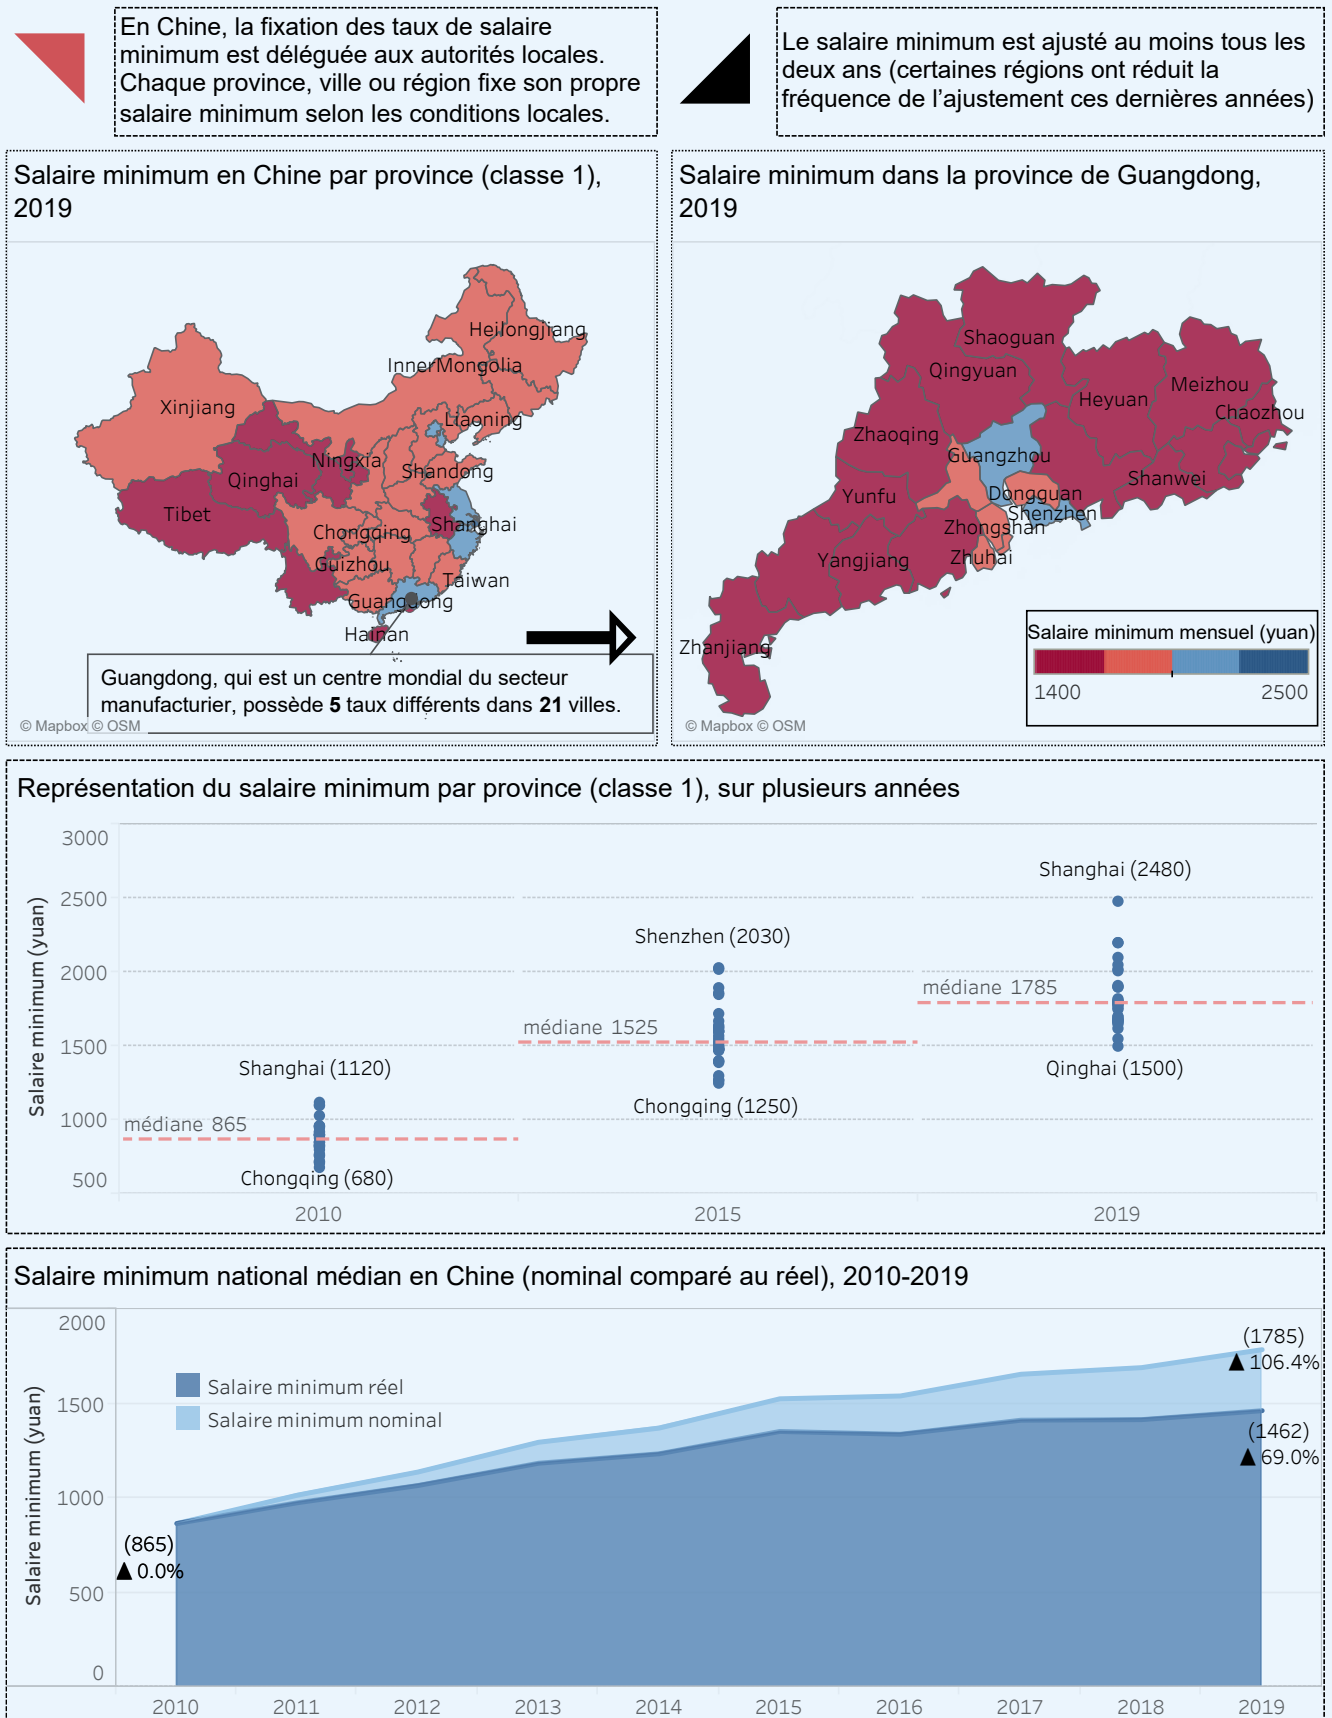 En Chine, la fixation des taux de salaire
minimum est déléguée aux autorités locales.
Chaque province, ville ou région fixe son propre
salaire minimum selon les conditions locales.
Le salaire minimum est ajusté au moins tous les
deux ans (certaines régions ont réduit la
fréquence de l’ajustement ces dernières années)
Salaire minimum en Chine par province (classe 1),
2019
Heilongjiang
InnerMongolia
Xinjiang
Liaoning
Ningxia
Shandong
Qinghai
Tibet
Shanghai
Chongqing
Guizhou
Taiwan
Guangdong
Hainan
Guangdong, qui est un centre mondial du secteur
manufacturier, possède 5 taux différents dans 21 villes.
© Mapbox © OSM
Salaire minimum dans la province de Guangdong,
2019
Shaoguan
Qingyuan
Meizhou
Heyuan
Chaozhou
Zhaoqing
Guangzhou
Shanwei
Yunfu
Dongguan
Shenzhen
Zhongshan
Yangjiang
Zhuhai
Zhanjiang
Salaire minimum mensuel (yuan)
1400
2500
© Mapbox © OSM
Représentation du salaire minimum par province (classe 1), sur plusieurs années
Salaire minimum (yuan)
3000
2500
2000
1500
1000
500
Shanghai (2480)
Shenzhen (2030)
médiane 1785
médiane 1525
Shanghai (1120)
Qinghai (1500)
Chongqing (1250)
médiane 865
Chongqing (680)
2010
2015
2019
Salaire minimum national médian en Chine (nominal comparé au réel), 2010-2019
Salaire minimum (yuan)
2000
1500
1000
500
0
Salaire minimum réel
Salaire minimum nominal
(1785)
▲ 106.4%
(1462)
▲ 69.0%
(865)
▲ 0.0%
2010
2011
2012
2013
2014
2015
2016
2017
2018
2019